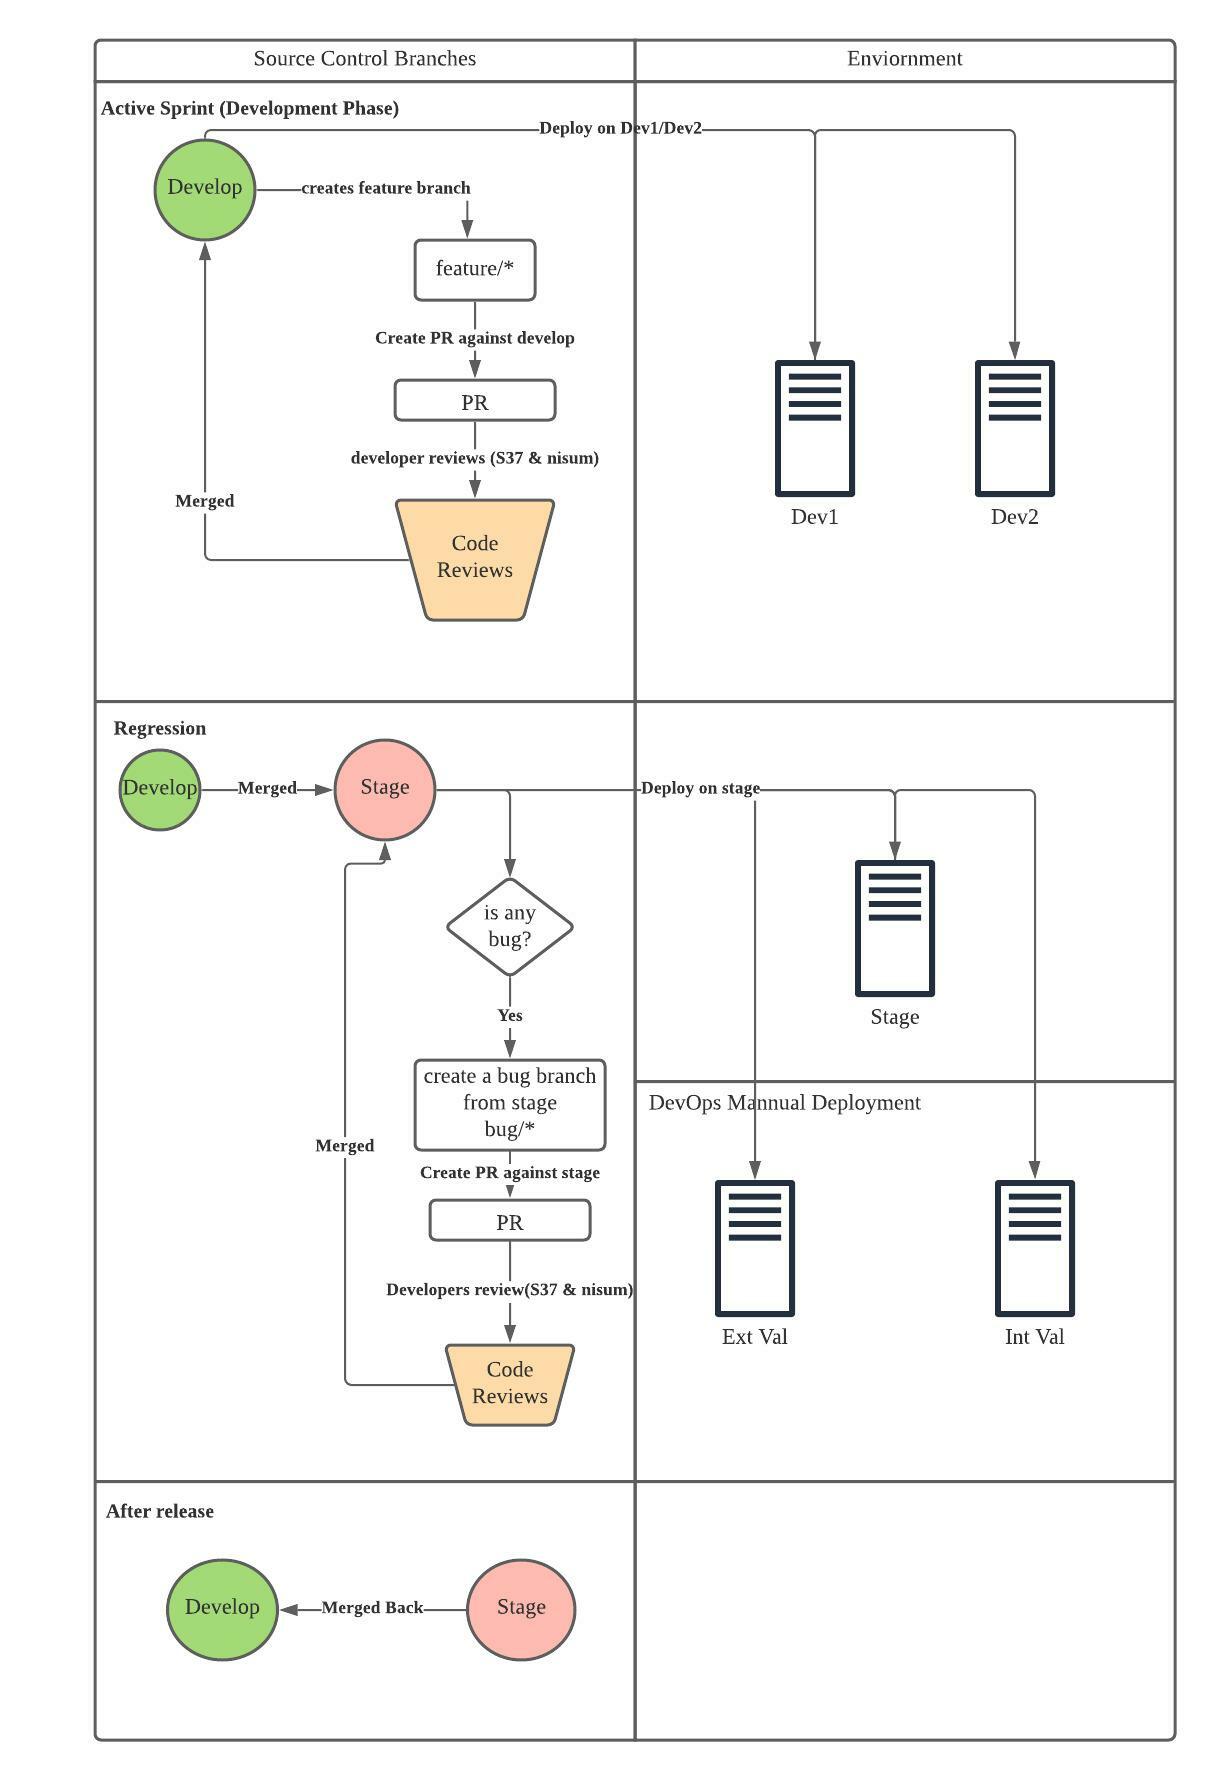 Source Control Branches
Enviornment
Active Sprint (Development Phase)
Deploy on Dev1/Dev2
Develop
creates feature branch
feature/*
Create PR against develop
PR
developer reviews (S37 & nisum)
Merged
Code
Reviews
Dev1
Dev2
Regression
Develop
Merged
Stage
Deploy on stage
is any
bug?
Yes
Stage
create a bug branch
from stage
bug/*
DevOps Mannual Deployment
Merged
Create PR against stage
PR
Developers review(S37 & nisum)
Ext Val
Int Val
Code
Reviews
After release
Develop
Merged Back
Stage